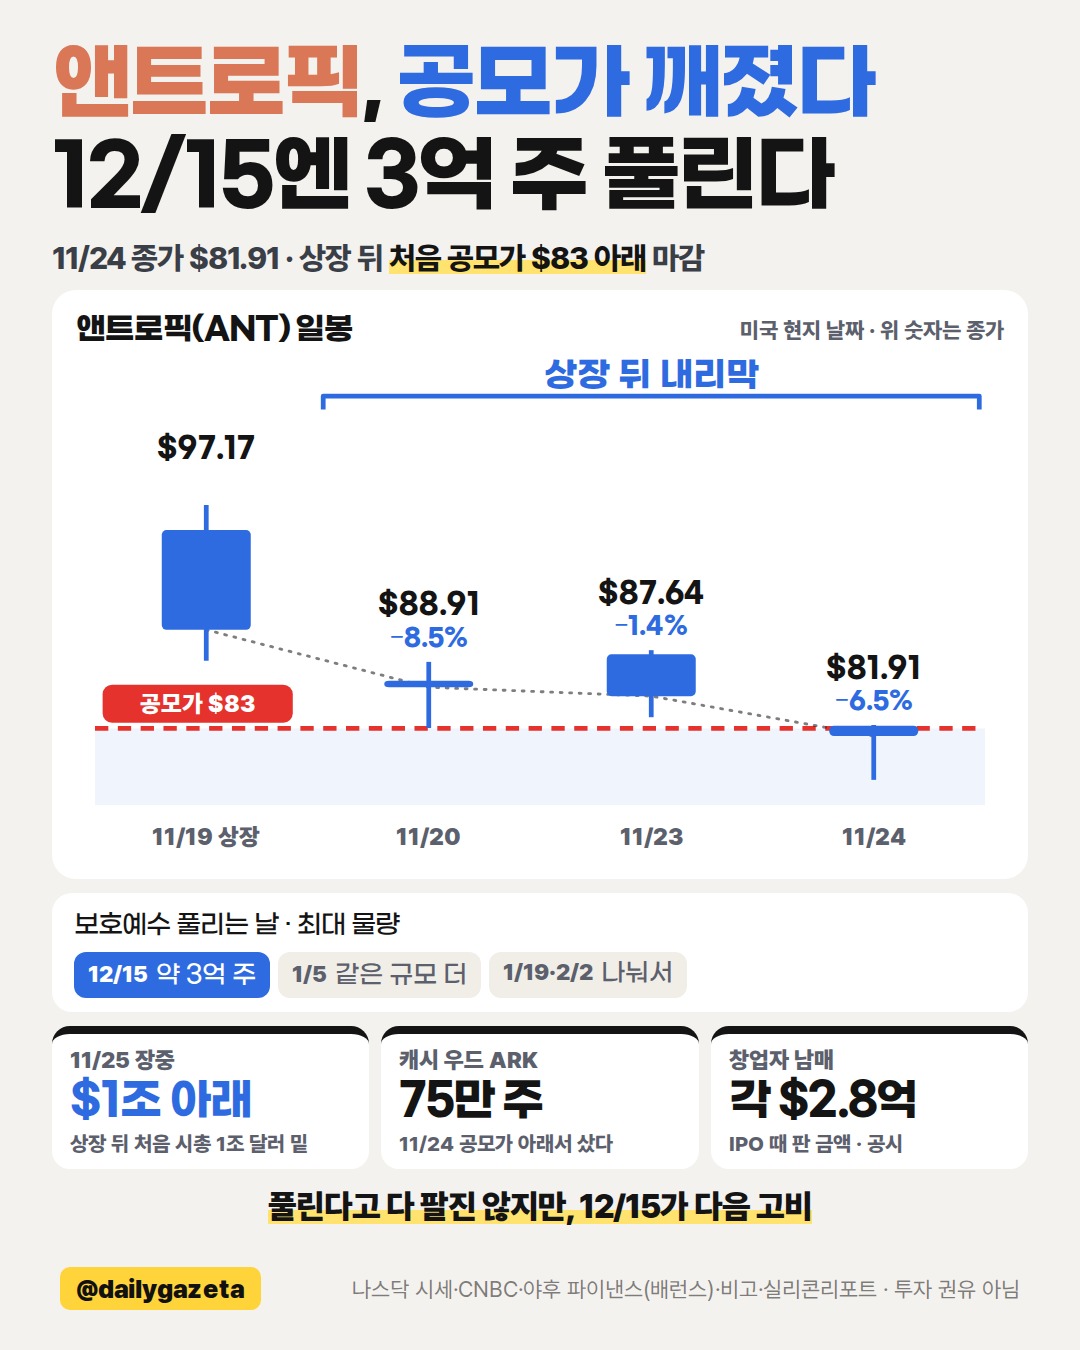 앤트로픽, 공모가 깨졌다
12/15엔 3억 주 풀린다
11/24 종가 $81.91 · 상장 뒤 처음 공모가 $83 아래 마감
앤트로픽(ANT) 일봉
미국 현지 날짜 · 위 숫자는 종가
상장 뒤 내리막
$97.17
$88.91
−8.5%
$87.64
−1.4%
$81.91
−6.5%
공모가 $83
11/19 상장
11/20
11/23
11/24
보호예수 풀리는 날 · 최대 물량
12/15 약 3억 주
1/5 같은 규모 더
1/19·2/2 나눠서
11/25 장중
$1조 아래
상장 뒤 처음 시총 1조 달러 밑
캐시 우드 ARK
75만 주
11/24 공모가 아래서 샀다
창업자 남매
각 $2.8억
IPO 때 판 금액 · 공시
풀린다고 다 팔진 않지만, 12/15가 다음 고비
@dailygazeta
나스닥 시세·CNBC·야후 파이낸스(배런스)·비고·실리콘리포트 · 투자 권유 아님